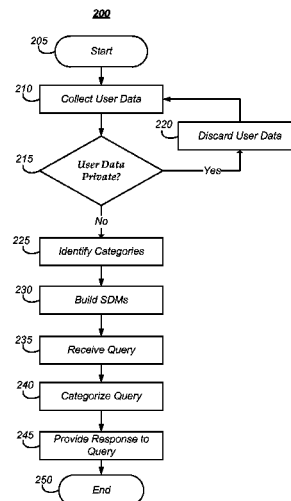 200
205
Start
210
Collect User Data
220
Discard User Data
215
User Data
Private?
Yes
No
225
Identify Categories
230
Build SDMs
235
Receive Query
240
Categorize Query
245
Provide Response to
Query
250
End